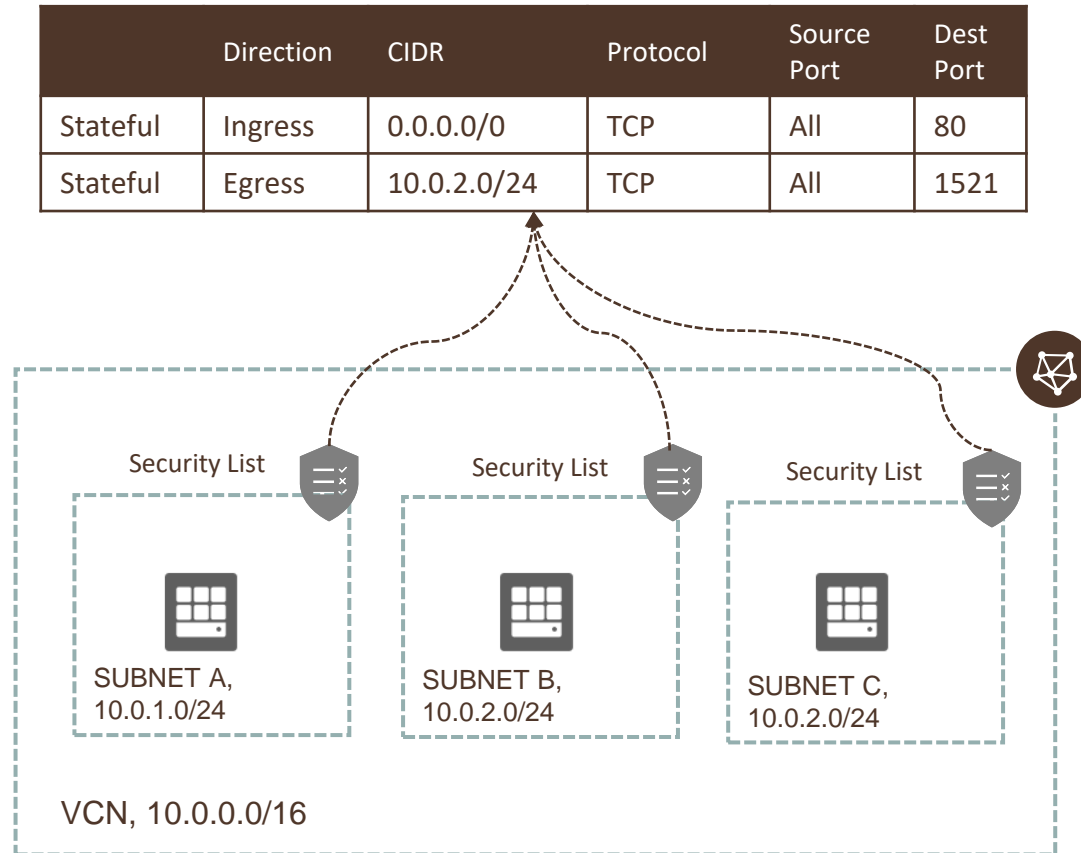 Direction CIDR Protocol Source Port Dest Port
Stateful Ingress 0.0.0.0/0 TCP All 80
Stateful Egress 10.0.2.0/24 TCP All 1521
Security List
Security List
Security List
SUBNET A,
10.0.1.0/24
SUBNET B,
10.0.2.0/24
SUBNET C,
10.0.2.0/24
VCN, 10.0.0.0/16